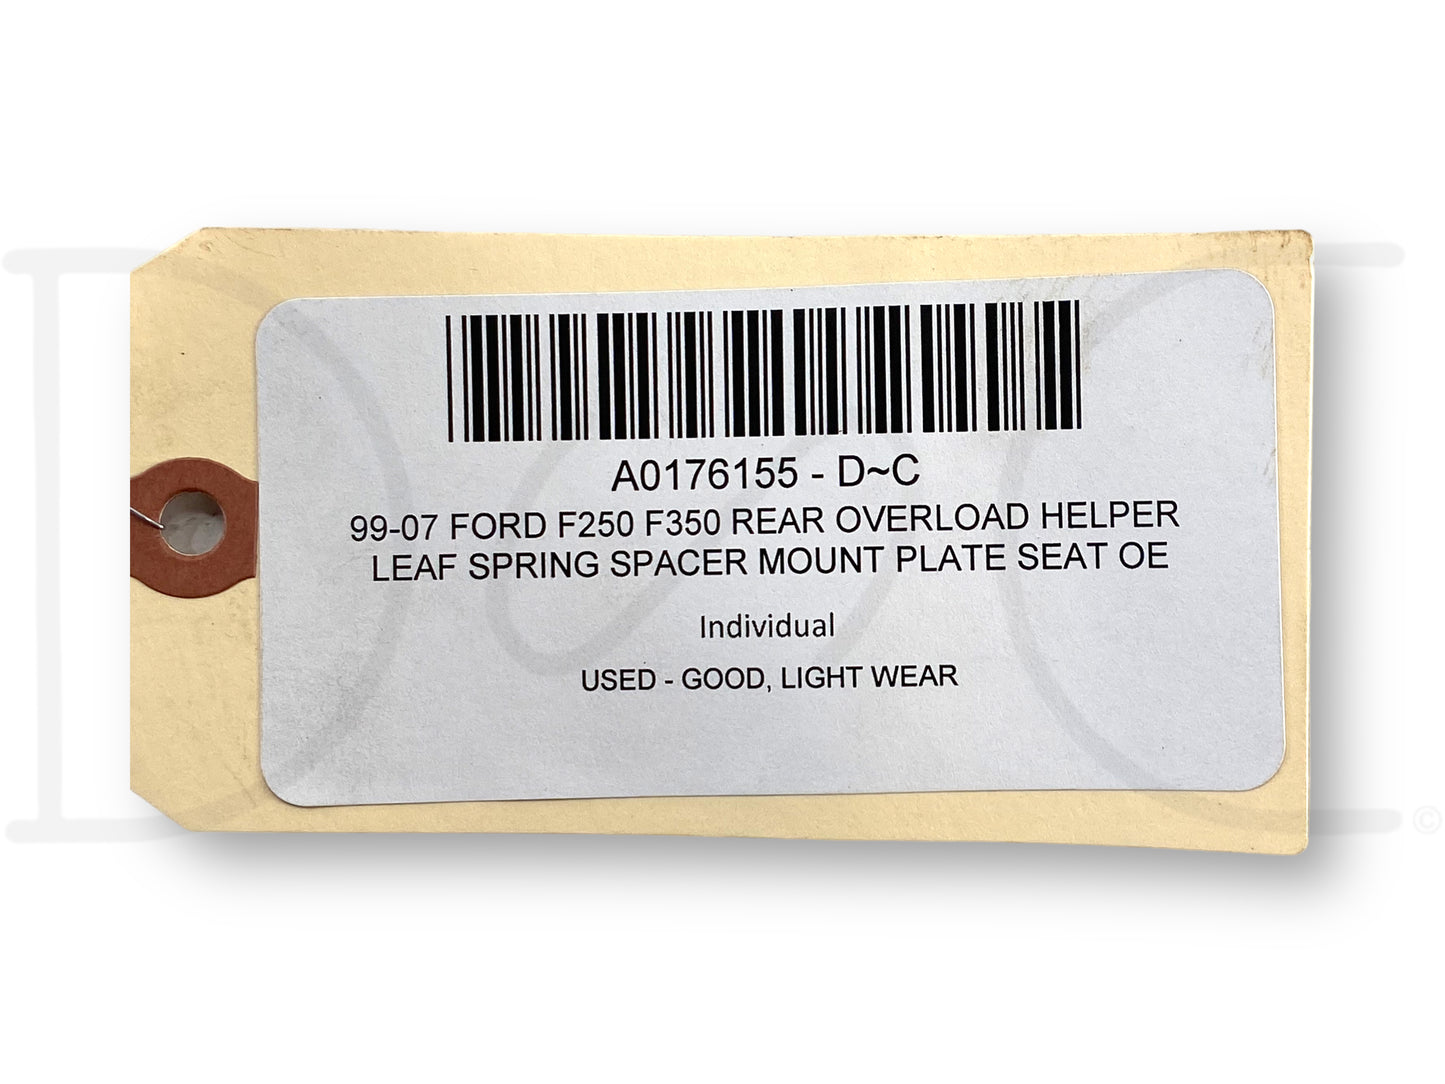 A0176155 - D~C
99-07 FORD F250 F350 REAR OVERLOAD HELPER
LEAF SPRING SPACER MOUNT PLATE SEAT OE
Individual
USED - GOOD, LIGHT WEAR
©